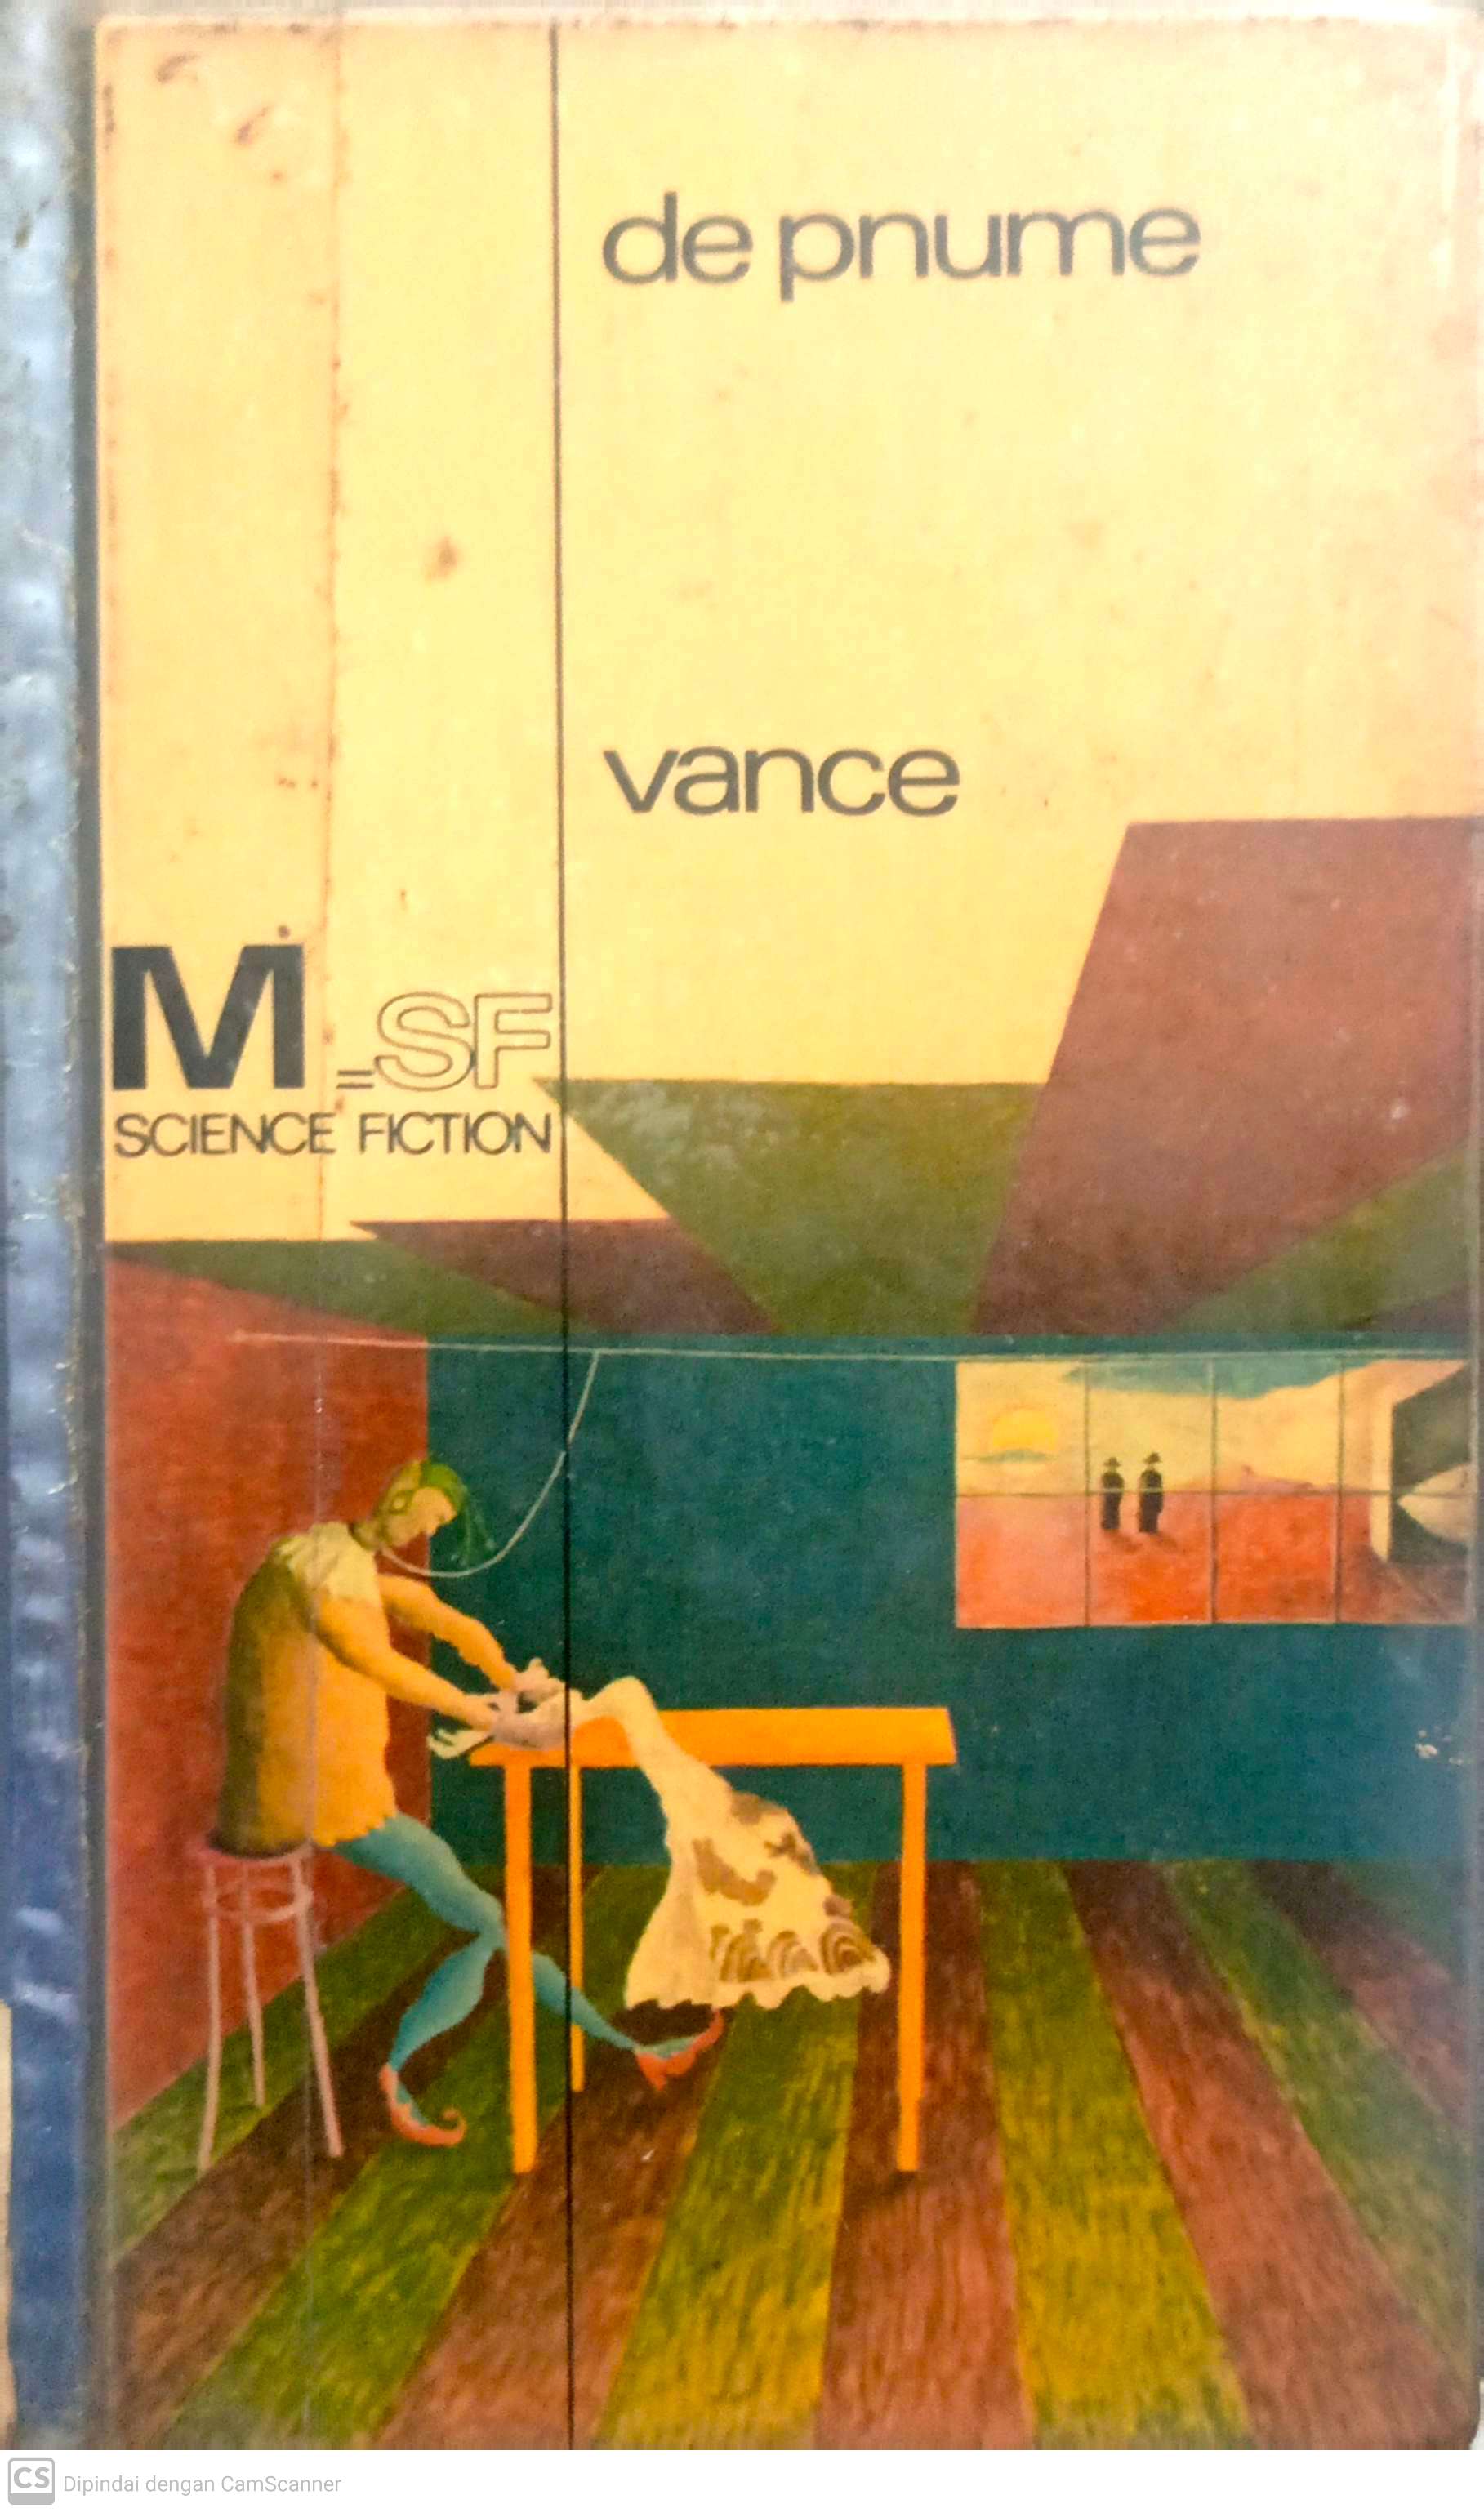 de pnume
vance
M=SF
SCIENCE FICTION
CS Dipindai dengan CamScanner